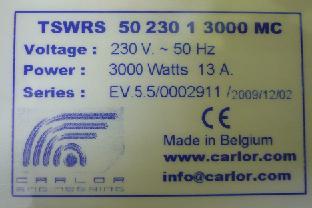 TSWRS 50 230 1 3000 MC
Voltage : 230 V. ~ 50 Hz
Power : 3000 Watts 13 A.
Series : EV.5.5/0002911 /2009/12/02
CE
Made in Belgium
www.carlor.com
info@carlor.com
CARLOR
ENGINEERING